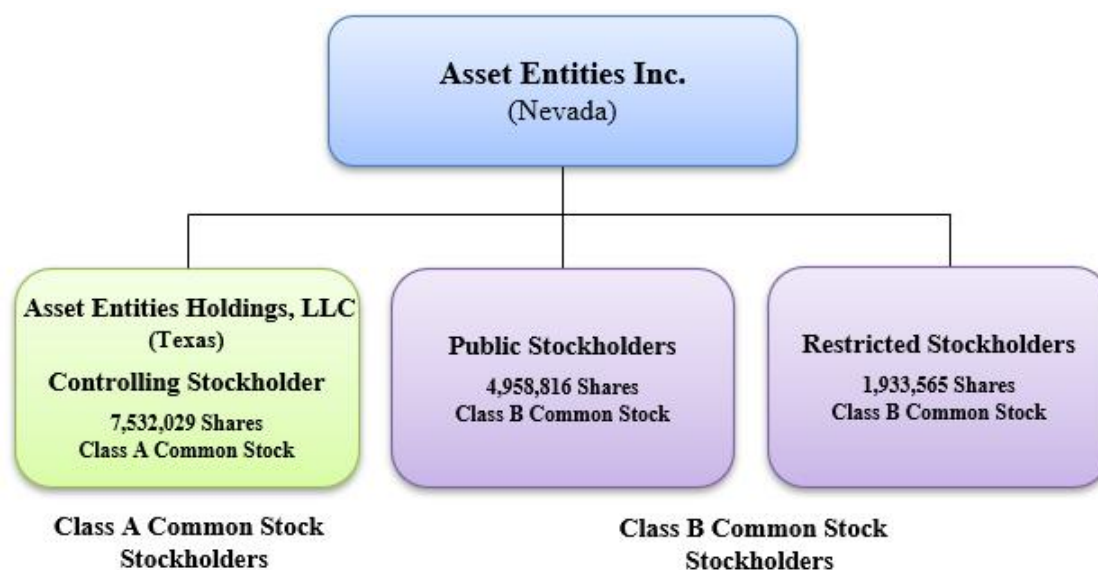 Asset Entities Inc.
(Nevada)
Asset Entities Holdings, LLC
(Texas)
Controlling Stockholder
7,532,029 Shares
Class A Common Stock
Public Stockholders
4,958,816 Shares
Class B Common Stock
Restricted Stockholders
1,933,565 Shares
Class B Common Stock
Class A Common Stock
Stockholders
Class B Common Stock
Stockholders